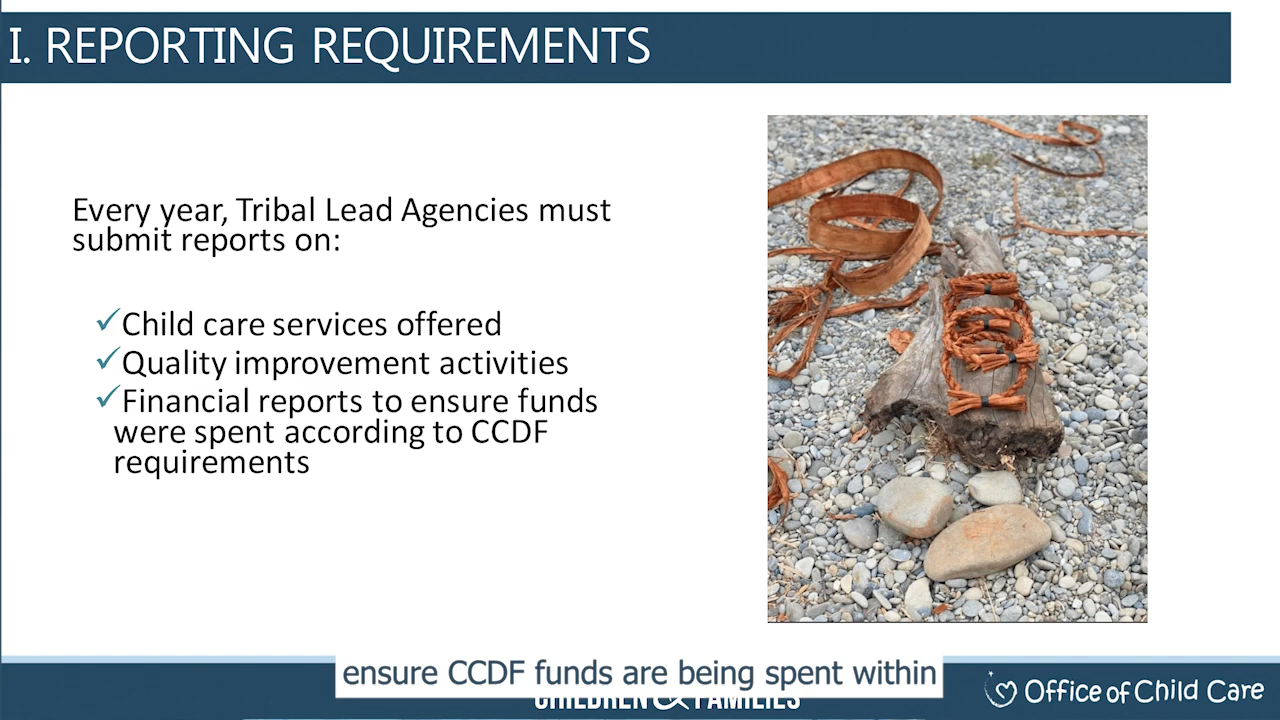 I. REPORTING REQUIREMENTS
Every year, Tribal Lead Agencies must
submit reports on:
✓Child care services offered
✓Quality improvement activities
✓Financial reports to ensure funds
were spent according to CCDF
requirements
ensure CCDF funds are being spent within
CHILDREN & FAMILIES
Office of Child Care